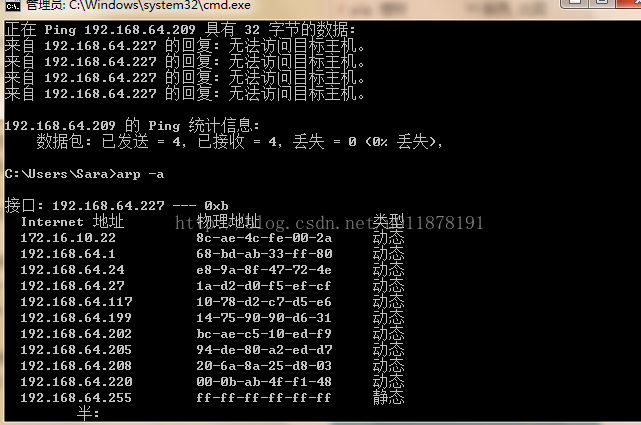 管理员: C:\Windows\system32\cmd.exe
正在 Ping 192.168.64.209 具有 32 字节的数据:
来自 192.168.64.227 的回复: 无法访问目标主机。
来自 192.168.64.227 的回复: 无法访问目标主机。
来自 192.168.64.227 的回复: 无法访问目标主机。
来自 192.168.64.227 的回复: 无法访问目标主机。
192.168.64.209 的 Ping 统计信息:
数据包: 已发送 = 4, 已接收 = 4, 丢失 = 0 (0% 丢失),
C:\Users\Sara>arp -a
接口: 192.168.64.227 --- 0xb
Internet 地址 物理地址 类型
172.16.10.22 8c-ae-4c-fe-00-2a 动态
192.168.64.1 68-bd-ab-33-ff-80 动态
192.168.64.24 e8-9a-8f-47-72-4e 动态
192.168.64.27 1a-d2-d0-f5-ef-cf 动态
192.168.64.117 10-78-d2-c7-d5-e6 动态
192.168.64.199 14-75-90-90-d6-31 动态
192.168.64.202 bc-ae-c5-10-ed-f9 动态
192.168.64.205 94-de-80-a2-ed-d7 动态
192.168.64.208 20-6a-8a-25-d8-03 动态
192.168.64.220 00-0b-ab-4f-f1-48 动态
192.168.64.255 ff-ff-ff-ff-ff-ff 静态
半: